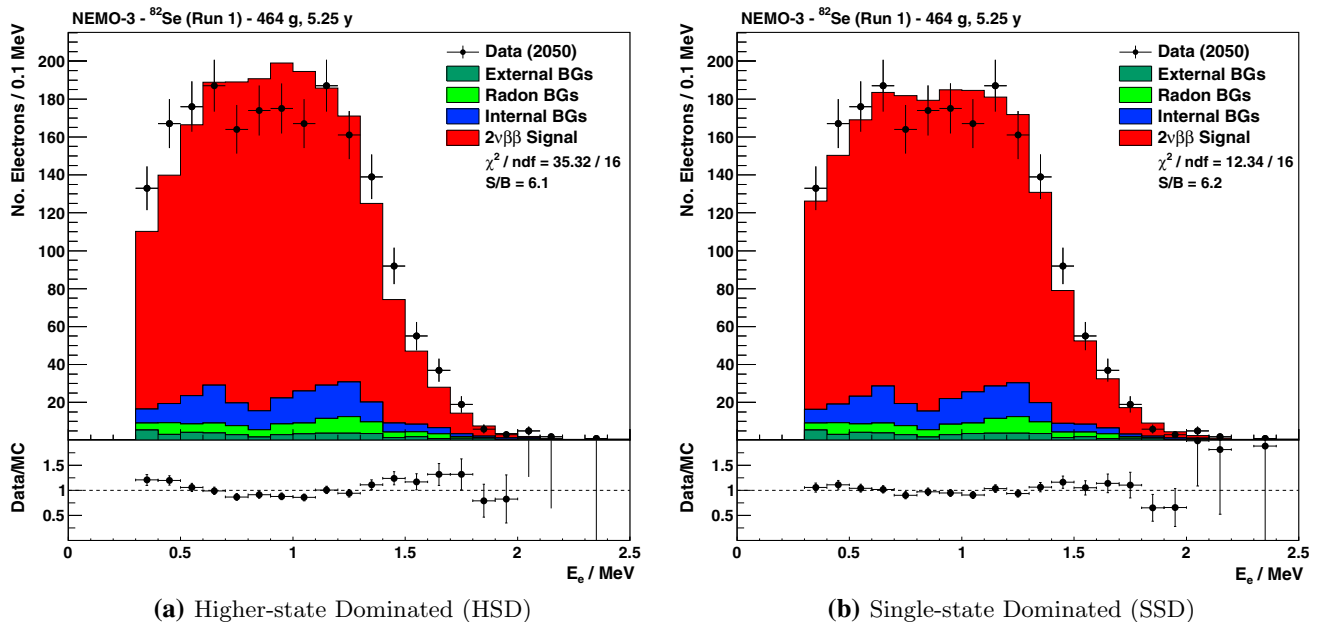 NEMO-3 - ⁸²Se (Run 1) - 464 g, 5.25 y
No. Electrons / 0.1 MeV
200
180
160
140
120
100
80
60
40
20
Data (2050)
External BGs
Radon BGs
Internal BGs
2νββ Signal
χ² / ndf = 35.32 / 16
S/B = 6.1
Data/MC
1.5
1
0.5
0 0.5 1 1.5 2 2.5
E_e / MeV
(a) Higher-state Dominated (HSD)
NEMO-3 - ⁸²Se (Run 1) - 464 g, 5.25 y
No. Electrons / 0.1 MeV
200
180
160
140
120
100
80
60
40
20
Data (2050)
External BGs
Radon BGs
Internal BGs
2νββ Signal
χ² / ndf = 12.34 / 16
S/B = 6.2
Data/MC
1.5
1
0.5
0 0.5 1 1.5 2 2.5
E_e / MeV
(b) Single-state Dominated (SSD)